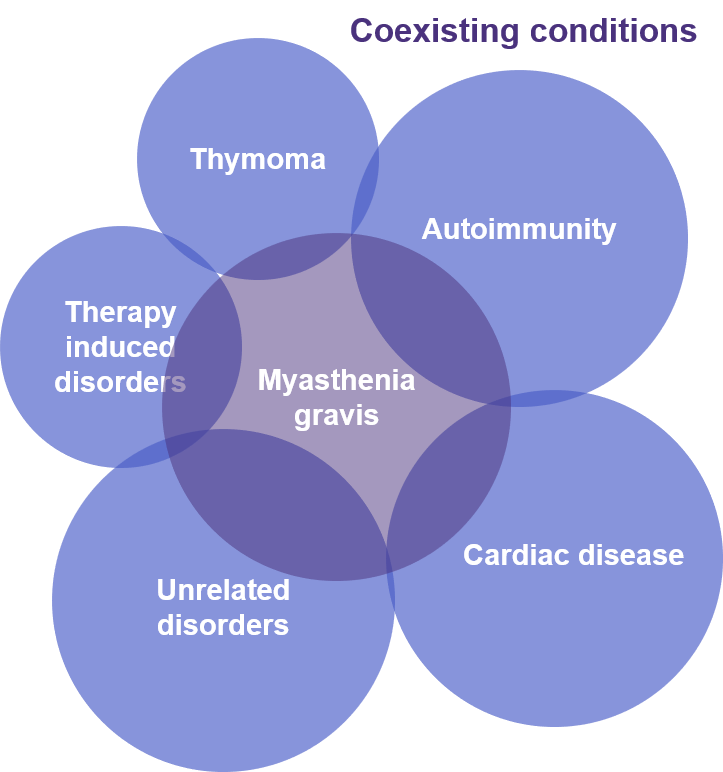 Coexisting conditions
Thymoma
Autoimmunity
Therapy
induced
disorders
Myasthenia
gravis
Cardiac disease
Unrelated
disorders